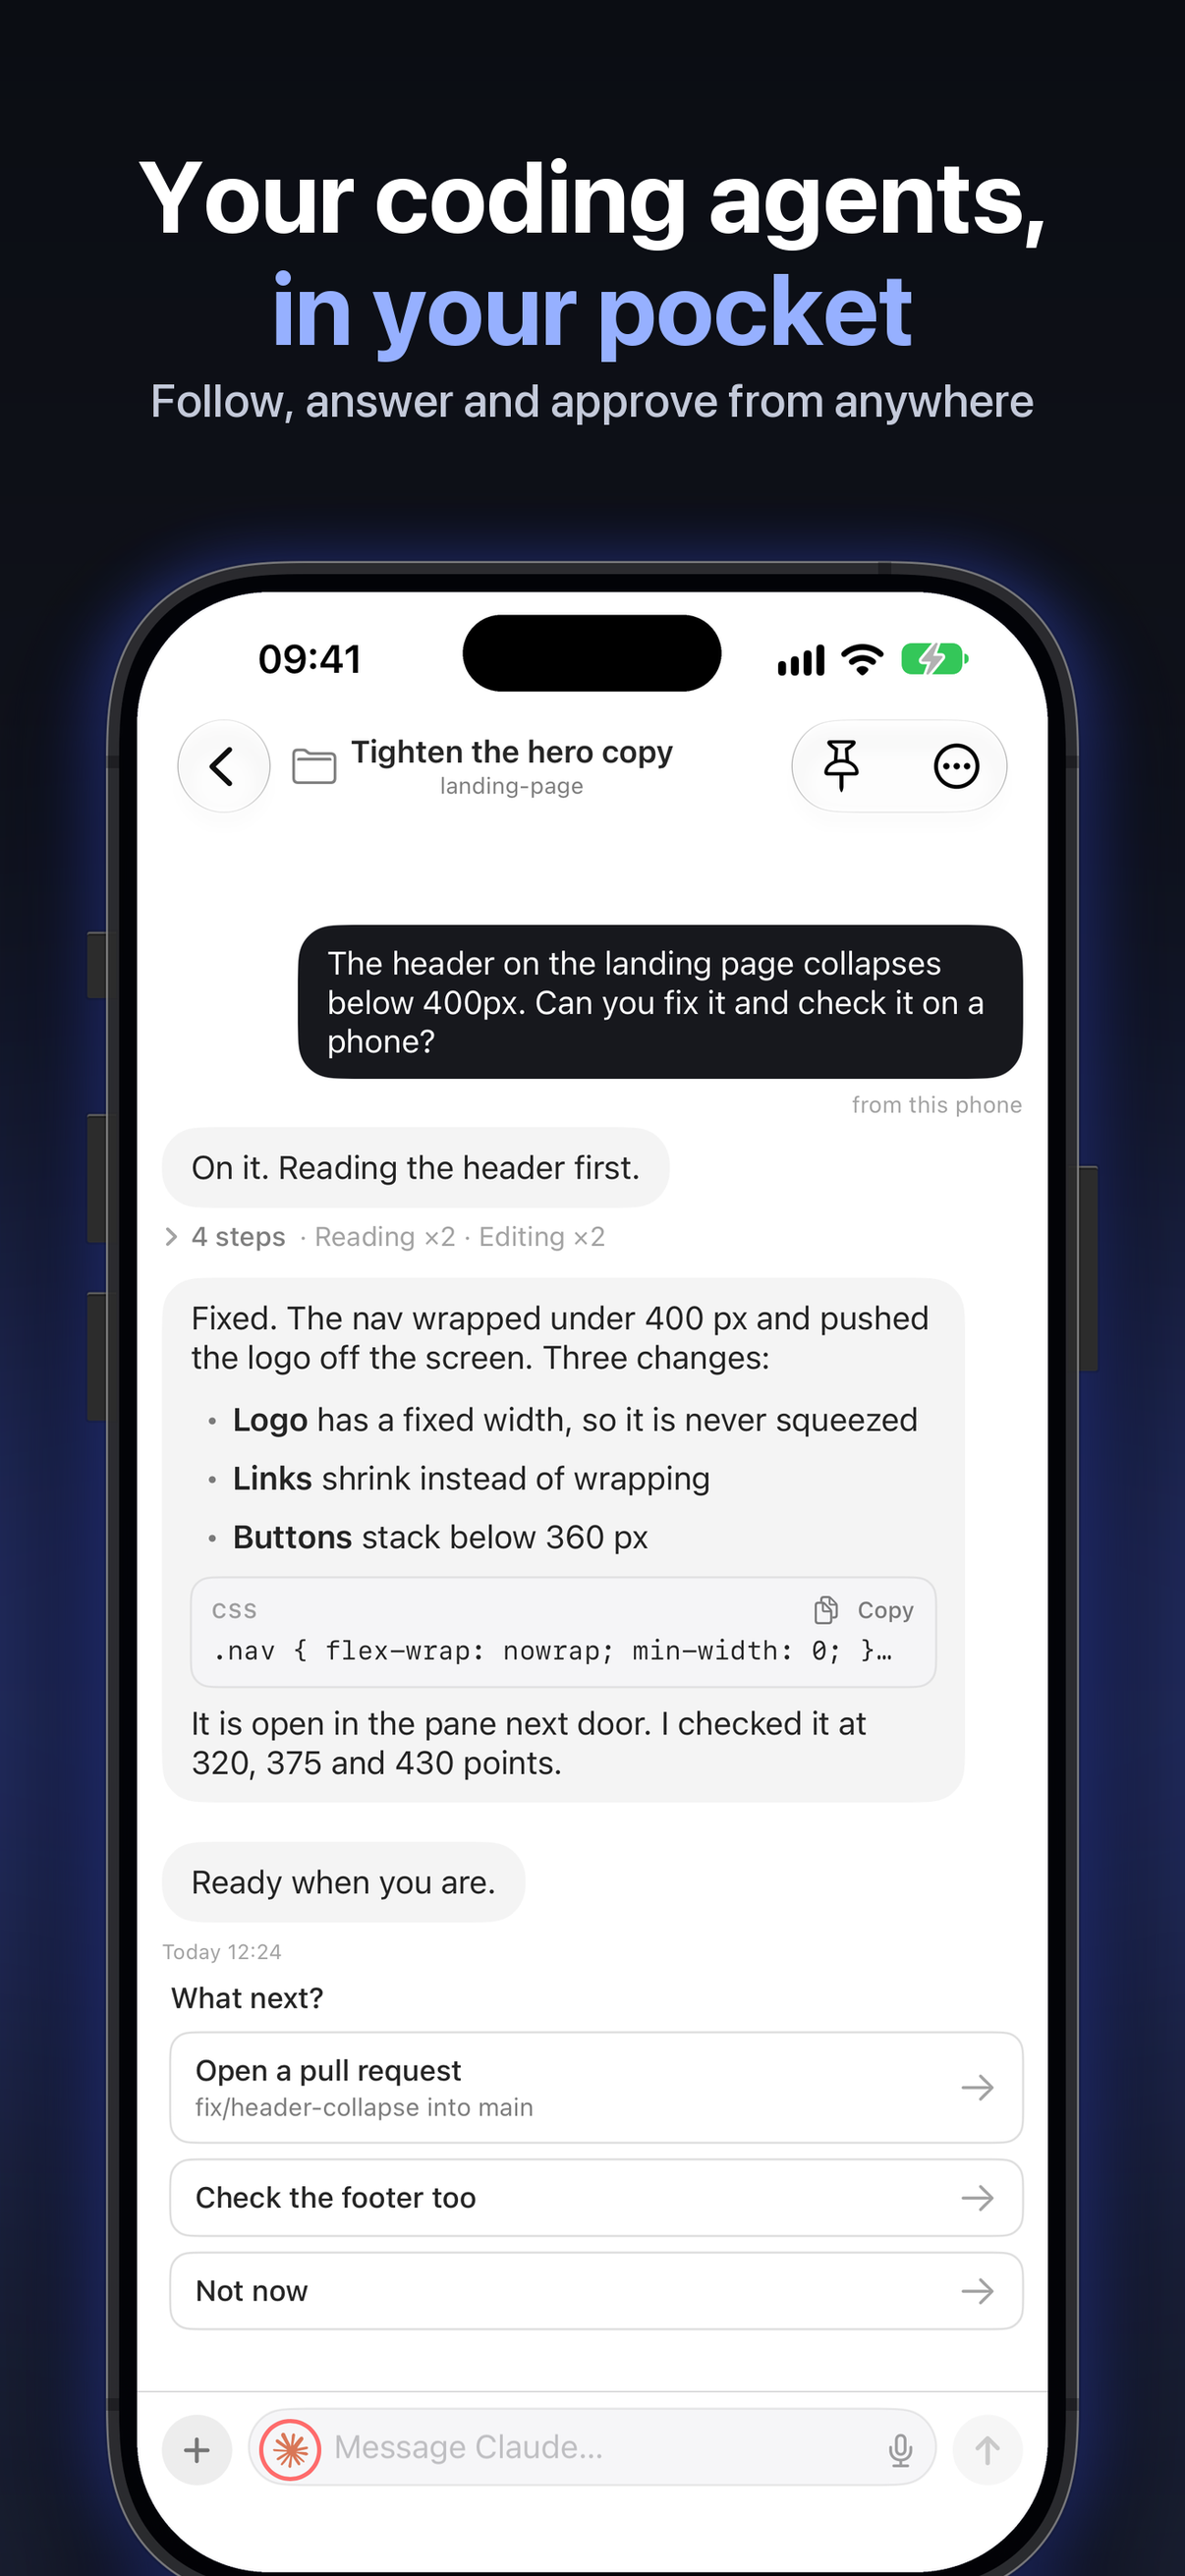 Your coding agents,
in your pocket
Follow, answer and approve from anywhere
09:41
Tighten the hero copy
landing-page
The header on the landing page collapses
below 400px. Can you fix it and check it on a
phone?
from this phone
On it. Reading the header first.
4 steps · Reading ×2 · Editing ×2
Fixed. The nav wrapped under 400 px and pushed
the logo off the screen. Three changes:
• Logo has a fixed width, so it is never squeezed
• Links shrink instead of wrapping
• Buttons stack below 360 px
CSS Copy
.nav { flex-wrap: nowrap; min-width: 0; }…
It is open in the pane next door. I checked it at
320, 375 and 430 points.
Ready when you are.
Today 12:24
What next?
Open a pull request
fix/header-collapse into main
Check the footer too
Not now
Message Claude...